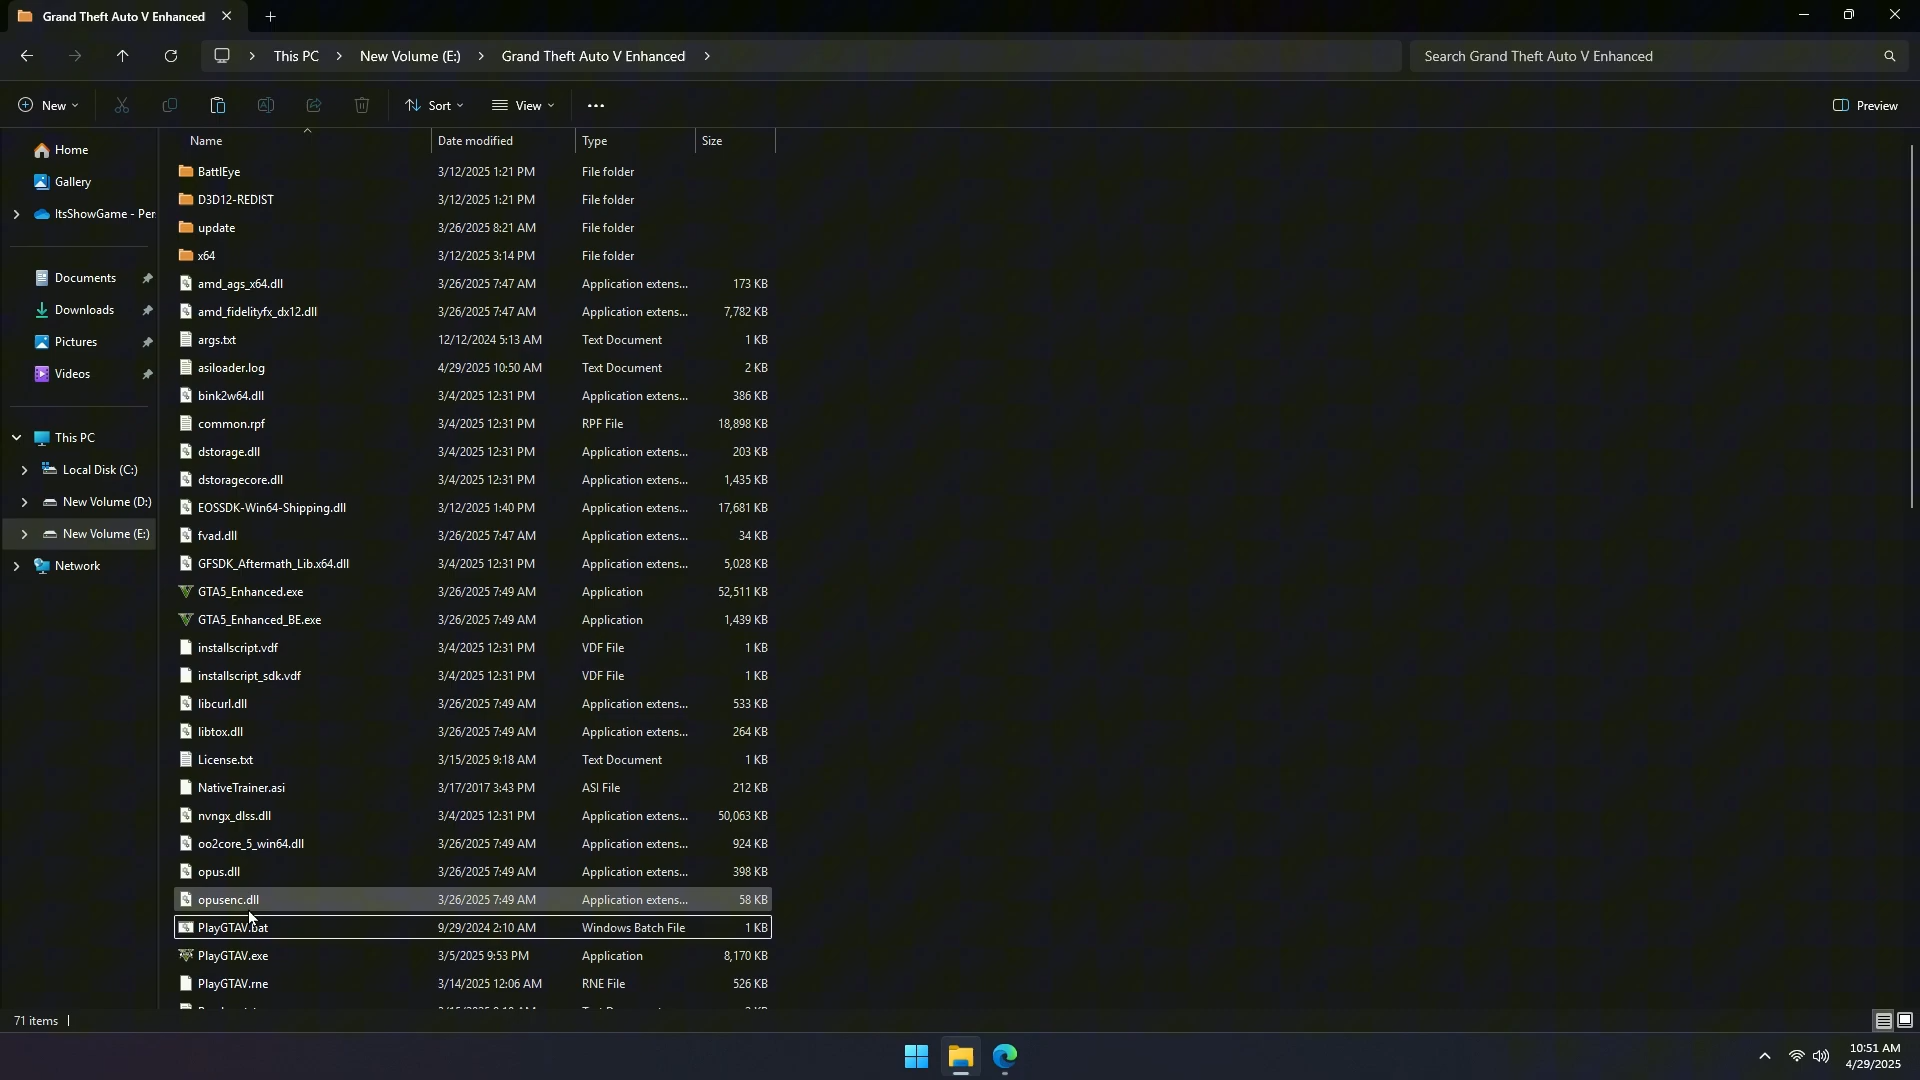 Grand Theft Auto V Enhanced
This PC > New Volume (E:) > Grand Theft Auto V Enhanced >
Search Grand Theft Auto V Enhanced
New
Sort
View
Preview
Home
Gallery
ItsShowGame - Per
Documents
Downloads
Pictures
Videos
This PC
Local Disk (C:)
New Volume (D:)
New Volume (E:)
Network
Name Date modified Type Size
BattlEye 3/12/2025 1:21 PM File folder
D3D12-REDIST 3/12/2025 1:21 PM File folder
update 3/26/2025 8:21 AM File folder
x64 3/12/2025 3:14 PM File folder
amd_ags_x64.dll 3/26/2025 7:47 AM Application extens... 173 KB
amd_fidelityfx_dx12.dll 3/26/2025 7:47 AM Application extens... 7,782 KB
args.txt 12/12/2024 5:13 AM Text Document 1 KB
asiloader.log 4/29/2025 10:50 AM Text Document 2 KB
bink2w64.dll 3/4/2025 12:31 PM Application extens... 386 KB
common.rpf 3/4/2025 12:31 PM RPF File 18,898 KB
dstorage.dll 3/4/2025 12:31 PM Application extens... 203 KB
dstoragecore.dll 3/4/2025 12:31 PM Application extens... 1,435 KB
EOSSDK-Win64-Shipping.dll 3/12/2025 1:40 PM Application extens... 17,681 KB
fvad.dll 3/26/2025 7:47 AM Application extens... 34 KB
GFSDK_Aftermath_Lib.x64.dll 3/4/2025 12:31 PM Application extens... 5,028 KB
GTA5_Enhanced.exe 3/26/2025 7:49 AM Application 52,511 KB
GTA5_Enhanced_BE.exe 3/26/2025 7:49 AM Application 1,439 KB
installscript.vdf 3/4/2025 12:31 PM VDF File 1 KB
installscript_sdk.vdf 3/4/2025 12:31 PM VDF File 1 KB
libcurl.dll 3/26/2025 7:49 AM Application extens... 533 KB
libtox.dll 3/26/2025 7:49 AM Application extens... 264 KB
License.txt 3/15/2025 9:18 AM Text Document 1 KB
NativeTrainer.asi 3/17/2017 3:43 PM ASI File 212 KB
nvngx_dlss.dll 3/4/2025 12:31 PM Application extens... 50,063 KB
oo2core_5_win64.dll 3/26/2025 7:49 AM Application extens... 924 KB
opus.dll 3/26/2025 7:49 AM Application extens... 398 KB
opusenc.dll 3/26/2025 7:49 AM Application extens... 58 KB
PlayGTAV.bat 9/29/2024 2:10 AM Windows Batch File 1 KB
PlayGTAV.exe 3/5/2025 9:53 PM Application 8,170 KB
PlayGTAV.rne 3/14/2025 12:06 AM RNE File 526 KB
71 items
10:51 AM
4/29/2025